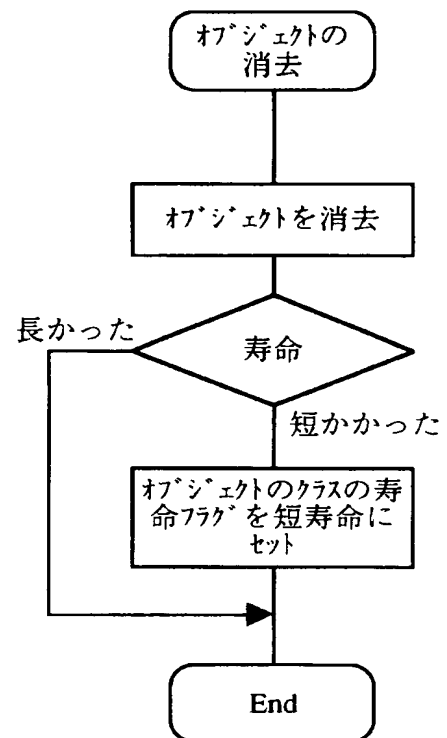 ｵﾌﾞｼﾞｪｸﾄの
消去
ｵﾌﾞｼﾞｪｸﾄを消去
長かった
寿命
短かかった
ｵﾌﾞｼﾞｪｸﾄのｸﾗｽの寿
命ﾌﾗｸﾞを短寿命に
ｾｯﾄ
End